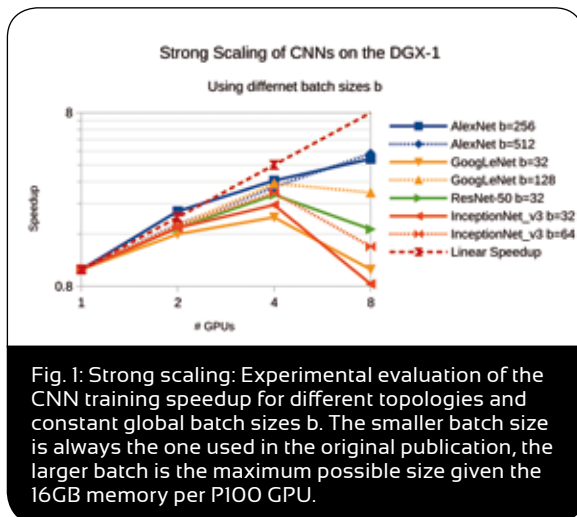 Strong Scaling of CNNs on the DGX-1
Using differnet batch sizes b
8
AlexNet b=256
AlexNet b=512
GoogLeNet b=32
GoogLeNet b=128
ResNet-50 b=32
InceptionNet_v3 b=32
InceptionNet_v3 b=64
Linear Speedup
Speedup
0.8
1 2 4 8
# GPUs
Fig. 1: Strong scaling: Experimental evaluation of the
CNN training speedup for different topologies and
constant global batch sizes b. The smaller batch size
is always the one used in the original publication, the
larger batch is the maximum possible size given the
16GB memory per P100 GPU.